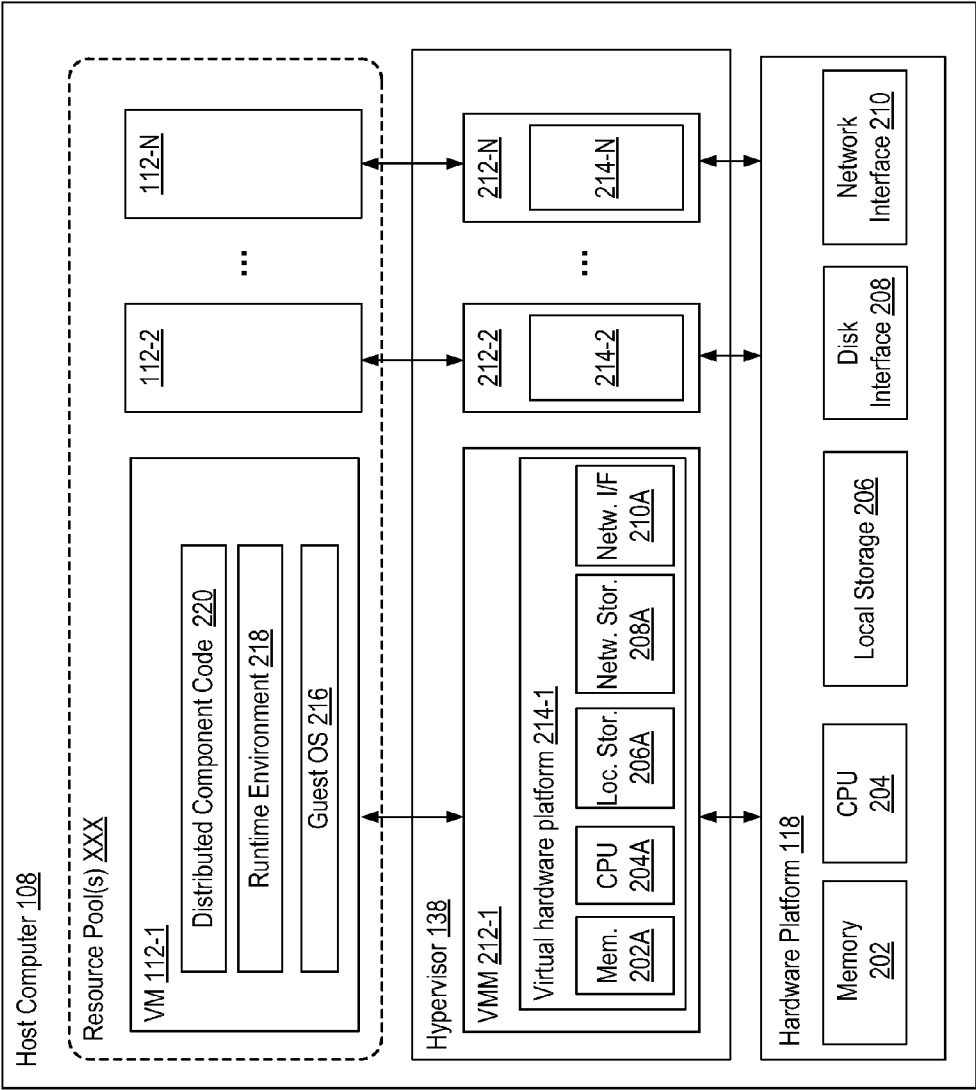 Host Computer 108
Resource Pool(s) XXX
VM 112-1
Distributed Component Code 220
Runtime Environment 218
Guest OS 216
112-2
...
112-N
Hypervisor 138
VMM 212-1
Virtual hardware platform 214-1
Mem.
202A
CPU
204A
Loc. Stor.
206A
Netw. Stor.
208A
Netw. I/F
210A
212-2
214-2
...
212-N
214-N
Hardware Platform 118
Memory
202
CPU
204
Local Storage 206
Disk
Interface 208
Network
Interface 210